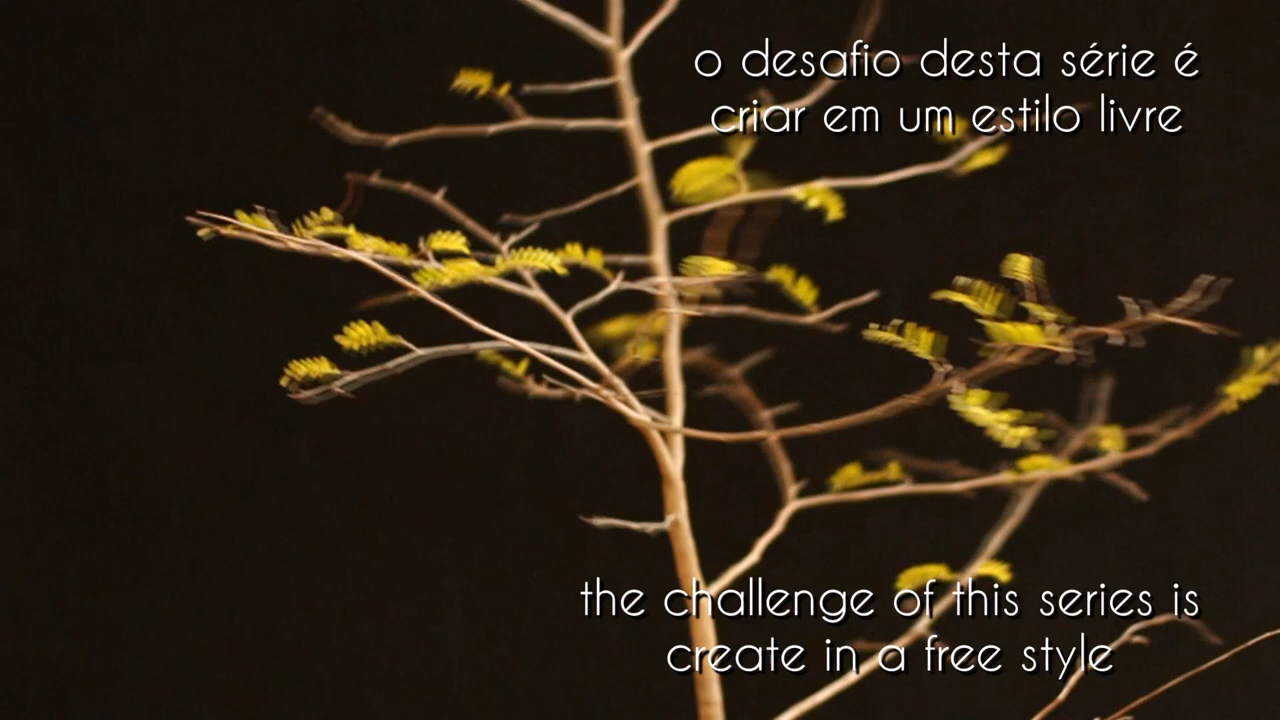 o desafio desta série é
criar em um estilo livre
the challenge of this series is
create in a free style